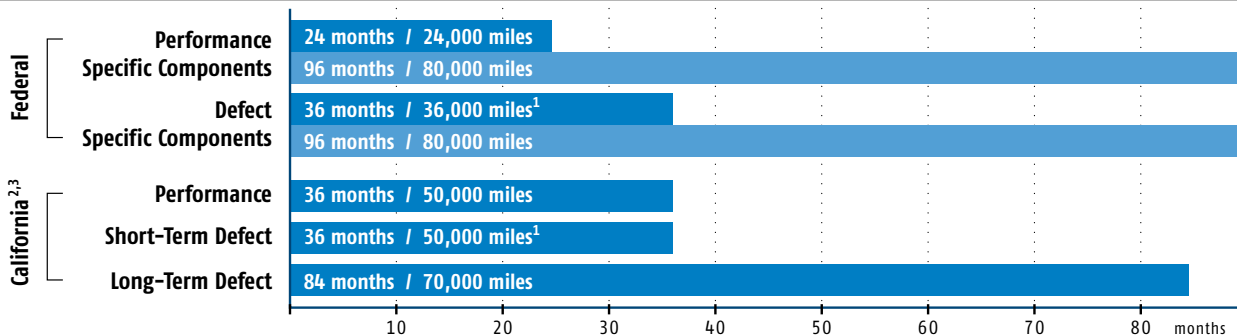 Federal
Performance 24 months / 24,000 miles
Specific Components 96 months / 80,000 miles
Defect 36 months / 36,000 miles¹
Specific Components 96 months / 80,000 miles
California²,³
Performance 36 months / 50,000 miles
Short-Term Defect 36 months / 50,000 miles¹
Long-Term Defect 84 months / 70,000 miles
10 20 30 40 50 60 70 80 months